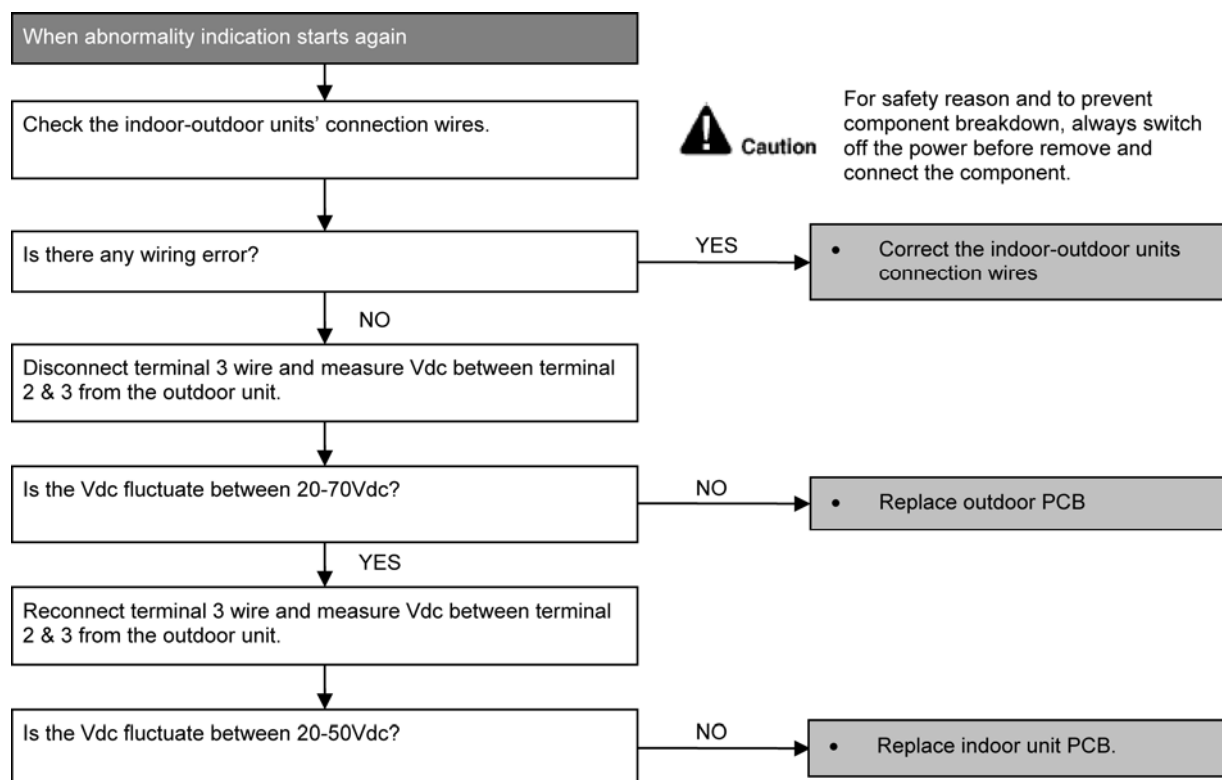 When abnormality indication starts again
Check the indoor-outdoor units' connection wires.
Caution
For safety reason and to prevent
component breakdown, always switch
off the power before remove and
connect the component.
Is there any wiring error?
YES
• Correct the indoor-outdoor units
connection wires
NO
Disconnect terminal 3 wire and measure Vdc between terminal
2 & 3 from the outdoor unit.
Is the Vdc fluctuate between 20-70Vdc?
NO
• Replace outdoor PCB
YES
Reconnect terminal 3 wire and measure Vdc between terminal
2 & 3 from the outdoor unit.
Is the Vdc fluctuate between 20-50Vdc?
NO
• Replace indoor unit PCB.